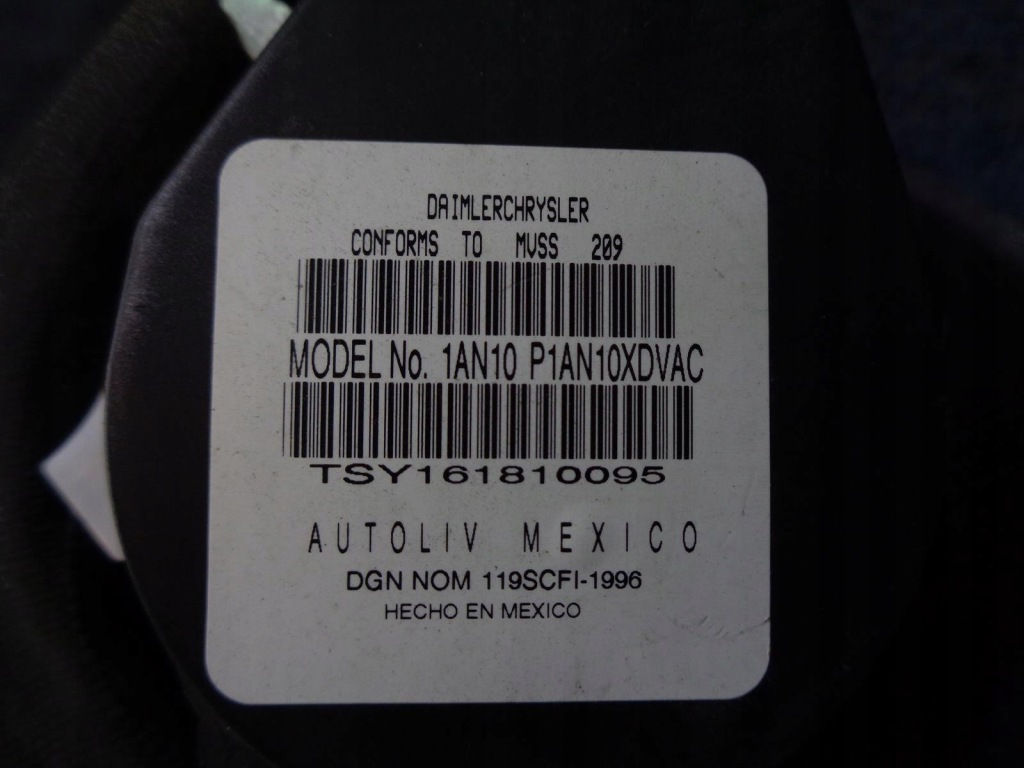 DAIMLERCHRYSLER
CONFORMS TO MVSS 209
MODEL No. 1AN10 P1AN10XDVAC
TSY161810095
AUTOLIV MEXICO
DGN NOM 119SCFI-1996
HECHO EN MEXICO